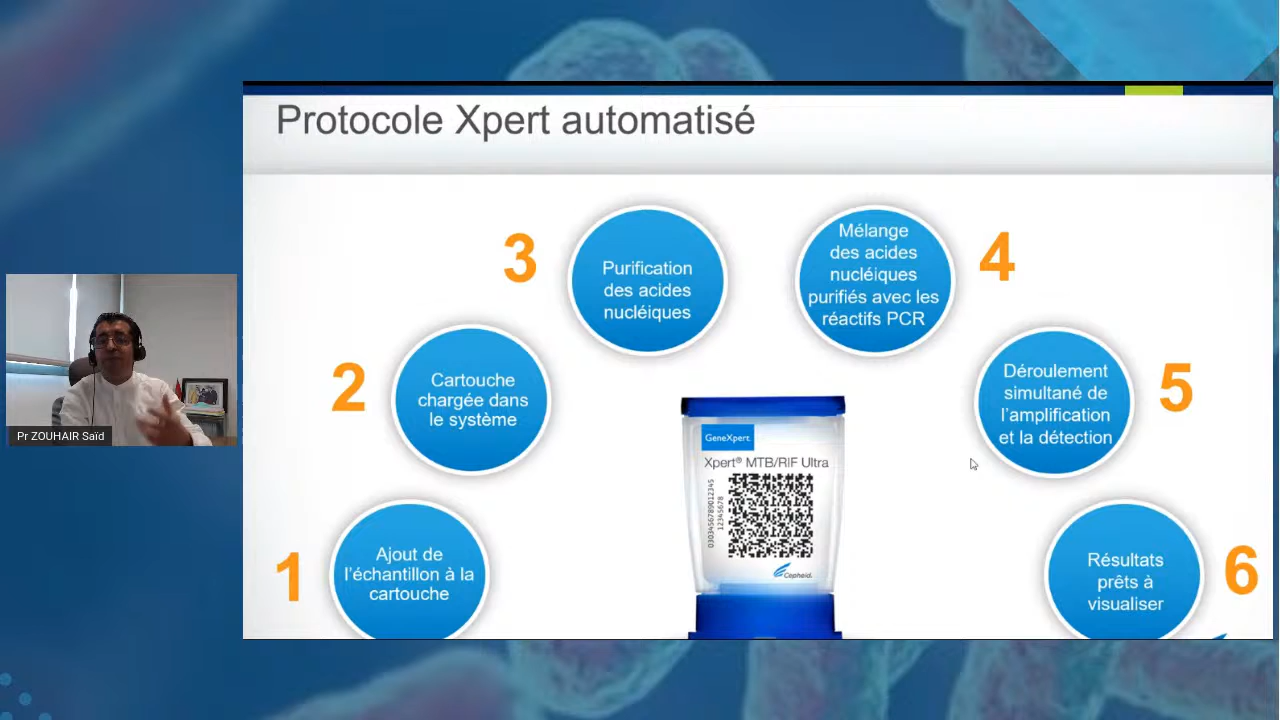 Protocole Xpert automatisé
1
Ajout de
l'échantillon à la
cartouche
2
Cartouche
chargée dans
le système
3
Purification
des acides
nucléiques
4
Mélange
des acides
nucléiques
purifiés avec les
réactifs PCR
5
Déroulement
simultané de
l'amplification
et la détection
6
Résultats
prêts à
visualiser
GeneXpert
Xpert® MTB/RIF Ultra
0303456789012345
12345678
Cepheid.
Pr ZOUHAIR Saïd